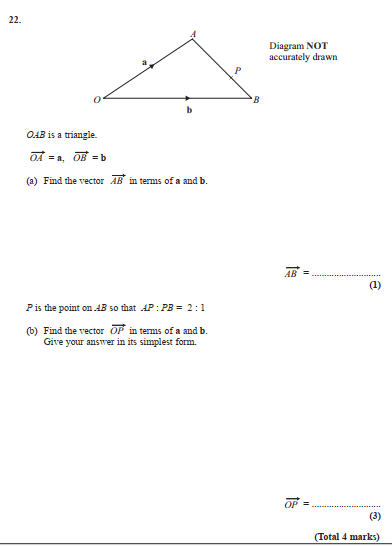 22.
A
Diagram NOT
accurately drawn
a
P
O
B
b
OAB is a triangle.
OA = a, OB = b
(a) Find the vector AB in terms of a and b.
AB = ..............................
(1)
P is the point on AB so that AP : PB = 2 : 1
(b) Find the vector OP in terms of a and b.
Give your answer in its simplest form.
OP = ..............................
(3)
(Total 4 marks)